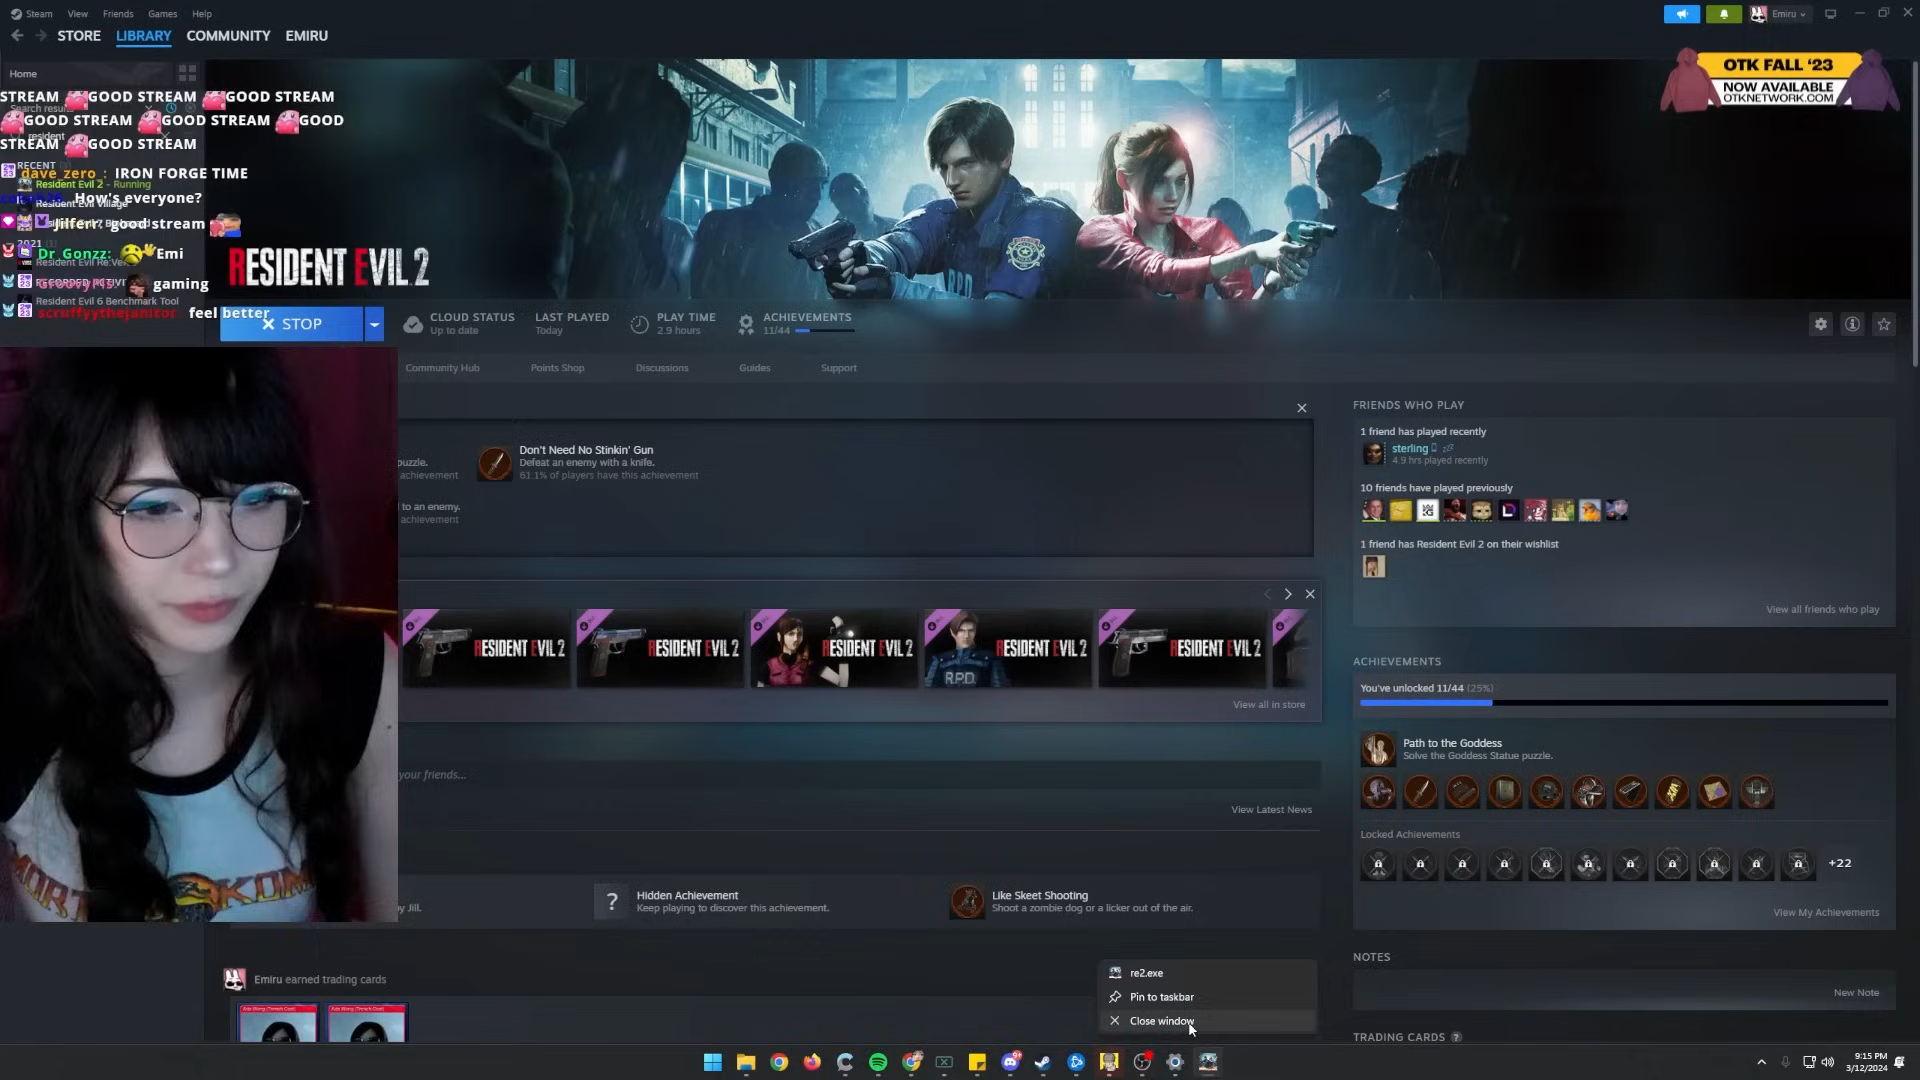 Steam View Friends Games Help
Emiru
STORE LIBRARY COMMUNITY EMIRU
Home
OTK FALL '23
NOW AVAILABLE
OTKNETWORK.COM
STREAM GOOD STREAM GOOD STREAM
GOOD STREAM GOOD STREAM GOOD
resident
STREAM GOOD STREAM
RECENT
dave_zero : IRON FORGE TIME
Resident Evil 2 - Running
How's everyone?
Resident Evil Village
Jilferr: good stream
2021
Dr_Gonzz: Emi
gaming
Resident Evil 6 Benchmark Tool
scruffyythejanitor feel better
RESIDENT EVIL 2
STOP
CLOUD STATUS
Up to date
LAST PLAYED
Today
PLAY TIME
2.9 hours
ACHIEVEMENTS
11/44
Community Hub Points Shop Discussions Guides Support
puzzle.
achievement
Don't Need No Stinkin' Gun
Defeat an enemy with a knife.
61.1% of players have this achievement
to an enemy.
achievement
RESIDENT EVIL 2
RESIDENT EVIL 2
RESIDENT EVIL 2
R.P.D. RESIDENT EVIL 2
RESIDENT EVIL 2
View all in store
your friends...
View Latest News
by Jill.
Hidden Achievement
Keep playing to discover this achievement.
Like Skeet Shooting
Shoot a zombie dog or a licker out of the air.
Emiru earned trading cards
FRIENDS WHO PLAY
1 friend has played recently
sterling
4.9 hrs played recently
10 friends have played previously
1 friend has Resident Evil 2 on their wishlist
View all friends who play
ACHIEVEMENTS
You've unlocked 11/44 (25%)
Path to the Goddess
Solve the Goddess Statue puzzle.
Locked Achievements
+22
View My Achievements
NOTES
New Note
TRADING CARDS
re2.exe
Pin to taskbar
Close window
9:15 PM
3/12/2024